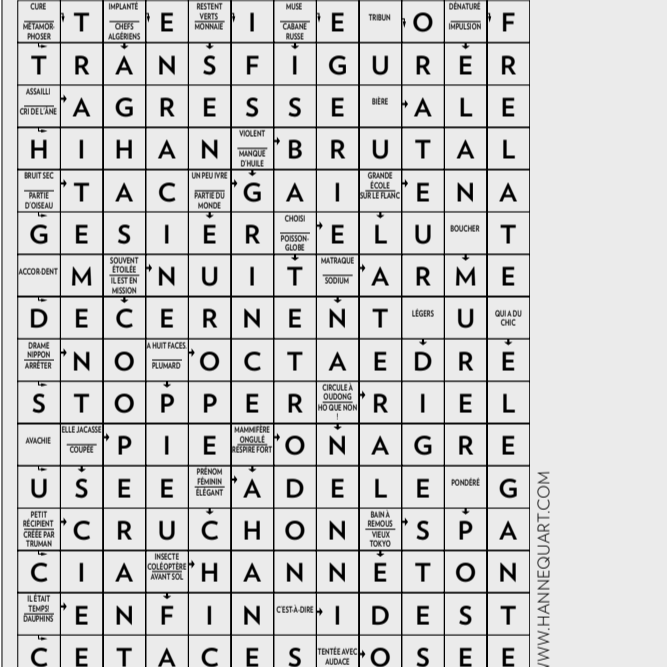 CURE
MÉTAMOR-
PHOSER
T
IMPLANTÉ
CHEFS
ALGÉRIENS
E
RESTENT
VERTS
MONNAIE
I
MUSE
CABANE
RUSSE
E
TRIBUN
O
DÉNATURÉ
IMPULSION
F
T R A N S F I G U R E R
ASSAILLI
CRI DE L'ÂNE
A G R E S S E
BIÈRE
A L E
H I H A N
VIOLENT
MANQUE
D'HUILE
B R U T A L
BRUIT SEC
PARTIE
D'OISEAU
T A C
UN PEU IVRE
PARTIE DU
MONDE
G A I
GRANDE
ÉCOLE
SUR LE FLANC
E N A
G E S I E R
CHOISI
POISSON-
GLOBE
E L U
BOUCHER
T
ACCOR-DENT
M
SOUVENT
ÉTOILÉE
IL EST EN
MISSION
N U I T
MATRAQUE
SODIUM
A R M E
D E C E R N E N T
LÉGERS
U
QUI A DU
CHIC
DRAME
NIPPON
ARRÊTER
N O
A HUIT FACES
PLUMARD
O C T A E D R E
S T O P P E R
CIRCULE À
OUDONG
HO QUE NON
!
R I E L
AVACHIE
ELLE JACASSE
COUPÉE
P I E
MAMMIFÈRE
ONGULÉ
RESPIRE FORT
O N A G R E
U S E E
PRÉNOM
FÉMININ
ÉLÉGANT
A D E L E
PONDÉRÉ
G
PETIT
RÉCIPIENT
CRÉÉE PAR
TRUMAN
C R U C H O N
BAIN À
REMOUS
VIEUX
TOKYO
S P A
C I A
INSECTE
COLÉOPTÈRE
AVANT SOL
H A N N E T O N
IL ÉTAIT
TEMPS!
DAUPHINS
E N F I N
C'EST-À-DIRE
I D E S T
C E T A C E S
TENTÉE AVEC
AUDACE
O S E E
WWW.HANNEQUART.COM